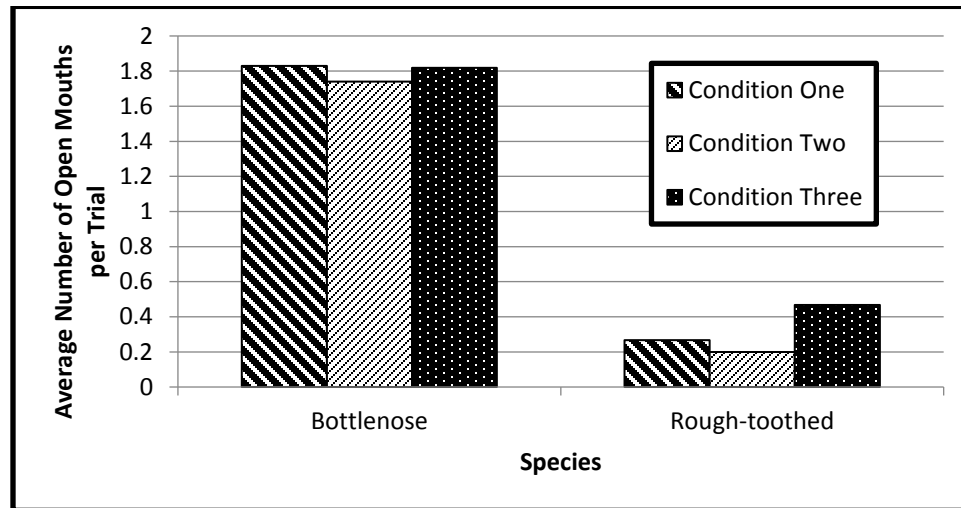 Average Number of Open Mouths
per Trial
2
1.8
1.6
1.4
1.2
1
0.8
0.6
0.4
0.2
0
Condition One
Condition Two
Condition Three
Bottlenose
Rough-toothed
Species